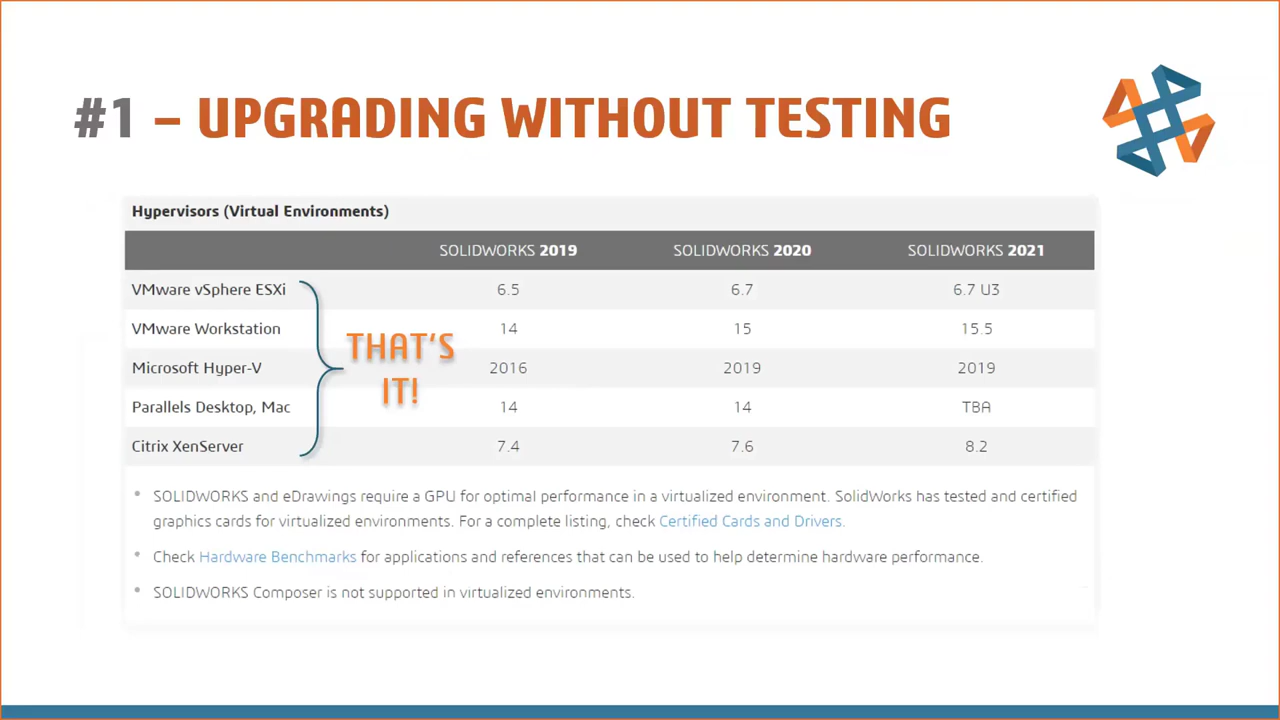 #1 – UPGRADING WITHOUT TESTING
Hypervisors (Virtual Environments)
SOLIDWORKS 2019 SOLIDWORKS 2020 SOLIDWORKS 2021
VMware vSphere ESXi 6.5 6.7 6.7 U3
VMware Workstation 14 15 15.5
Microsoft Hyper-V 2016 2019 2019
Parallels Desktop, Mac 14 14 TBA
Citrix XenServer 7.4 7.6 8.2
THAT'S
IT!
• SOLIDWORKS and eDrawings require a GPU for optimal performance in a virtualized environment. SolidWorks has tested and certified
graphics cards for virtualized environments. For a complete listing, check Certified Cards and Drivers.
• Check Hardware Benchmarks for applications and references that can be used to help determine hardware performance.
• SOLIDWORKS Composer is not supported in virtualized environments.